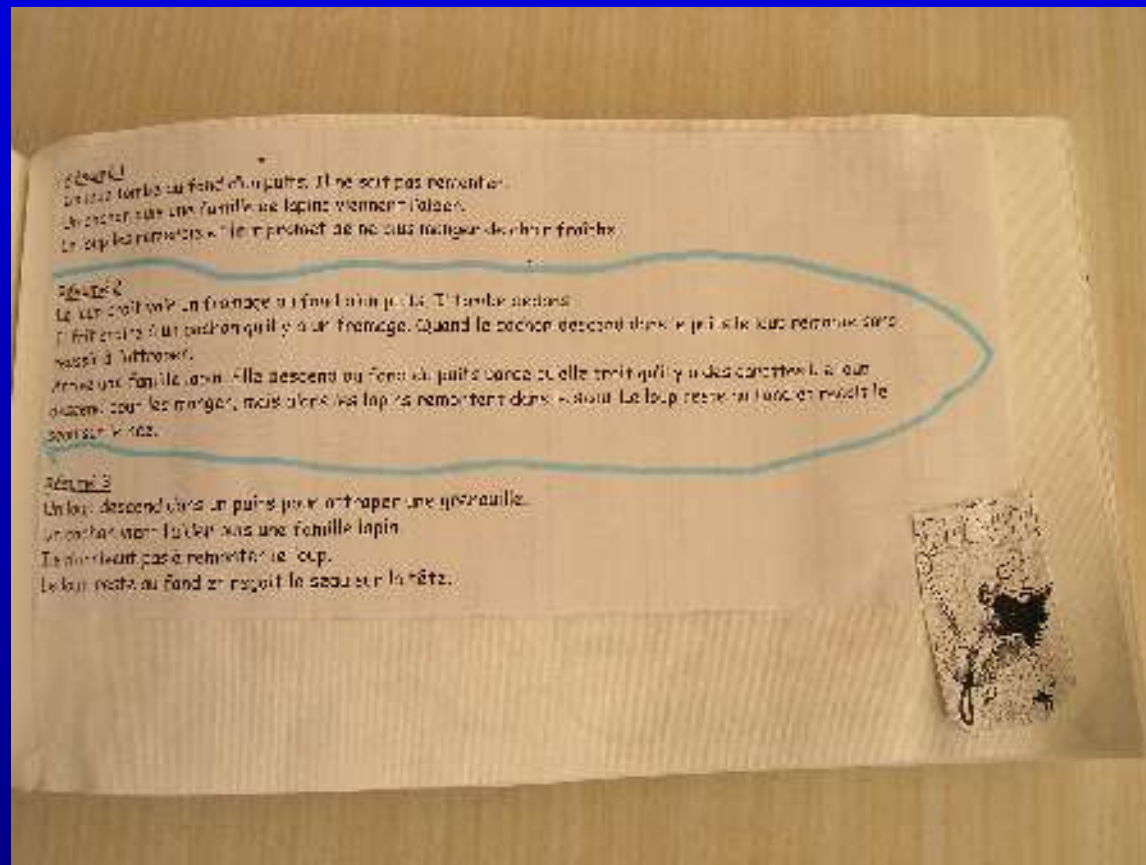 Résumé 1
Un loup tombe au fond d'un puits. Il ne sait pas remonter.
Un cochon puis une famille de lapins viennent l'aider.
Le loup les remercie et leur promet de ne plus manger de chair fraîche.
Résumé 2
Le loup croit voir un fromage au fond d'un puits. Il tombe dedans.
Il fait croire à un cochon qu'il y a un fromage. Quand le cochon descend dans le puits le loup remonte sans
réussir à l'attraper.
Arrive une famille lapin. Elle descend au fond du puits parce qu'elle croit qu'il y a des carottes. Le loup
descend pour les manger, mais alors les lapins remontent dans le seau. Le loup reste au fond et reçoit le
seau sur le nez.
Résumé 3
Un loup descend dans un puits pour attraper une grenouille.
Un cochon vient l'aider puis une famille lapin.
Ils n'arrivent pas à remonter le loup.
Le loup reste au fond et reçoit le seau sur la tête.